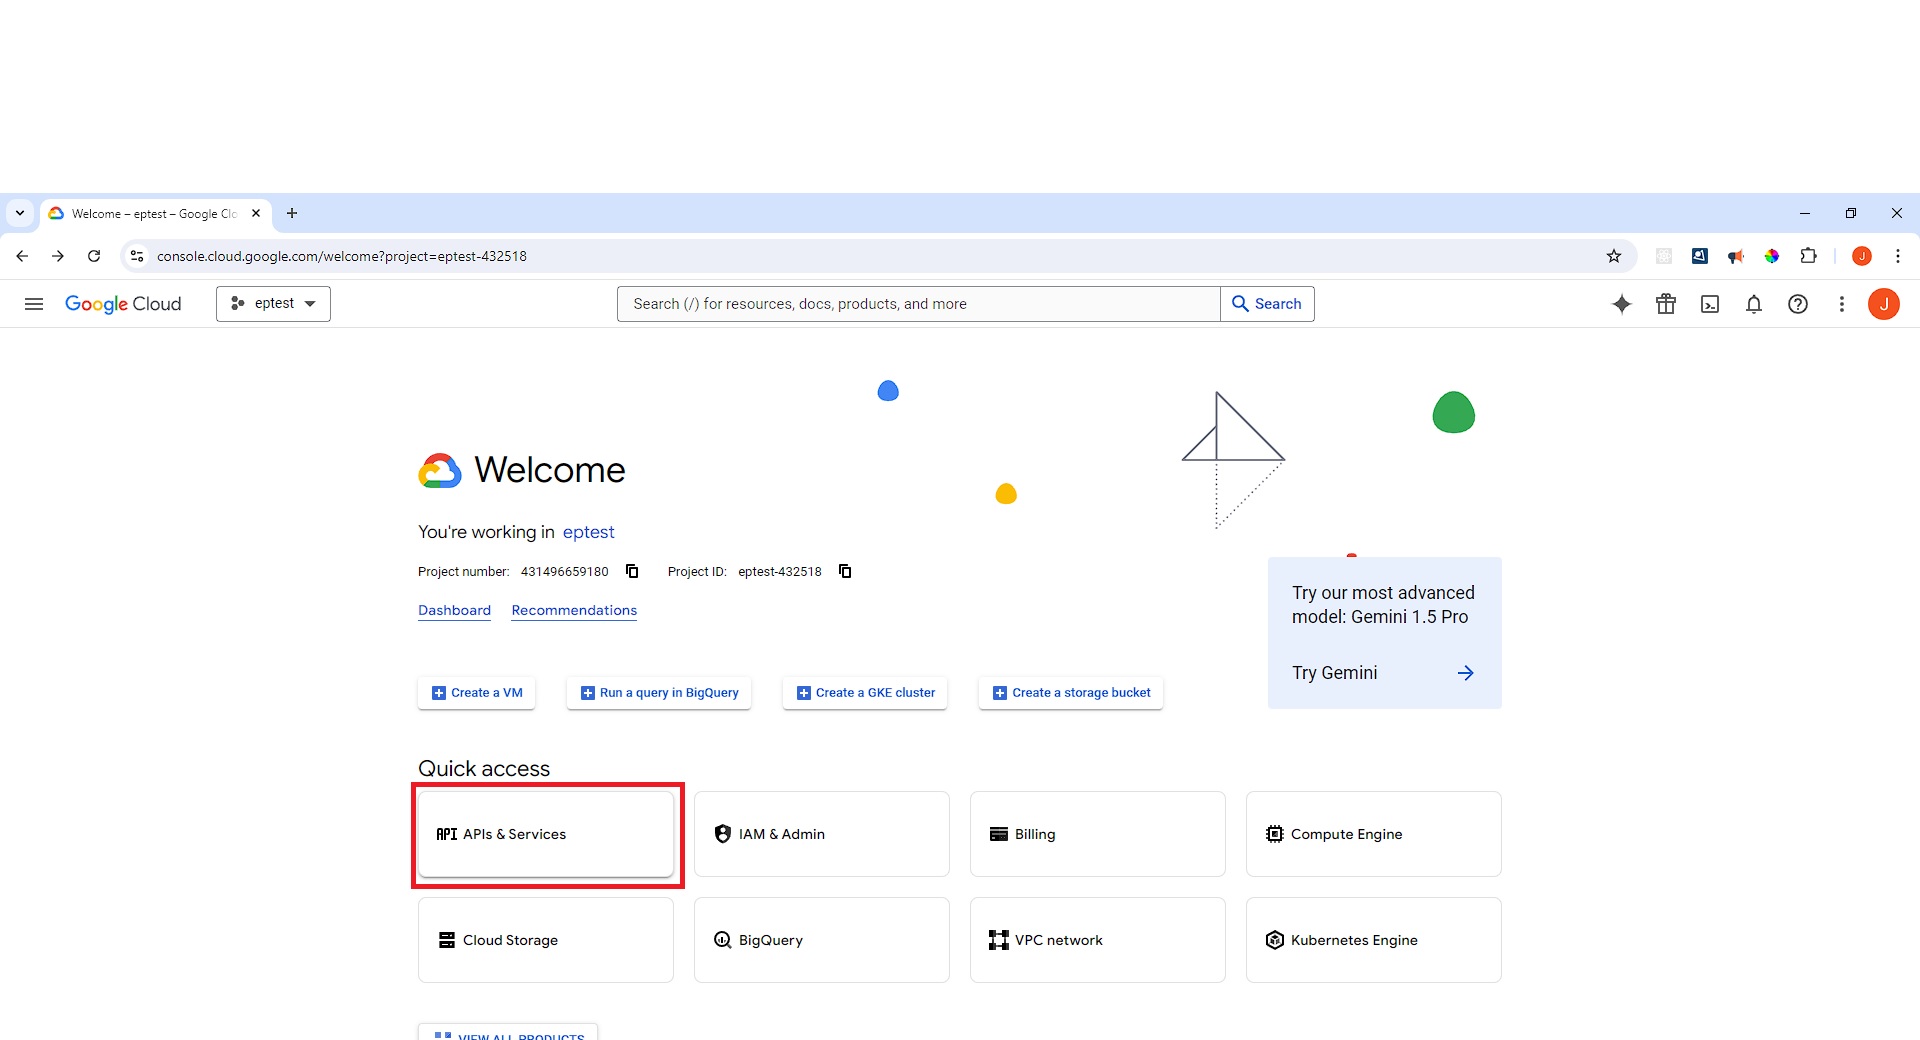 Welcome – eptest – Google Clo
console.cloud.google.com/welcome?project=eptest-432518
J
Google Cloud
eptest
Search (/) for resources, docs, products, and more
Search
J
Welcome
You're working in eptest
Project number: 431496659180 Project ID: eptest-432518
Dashboard Recommendations
Try our most advanced
model: Gemini 1.5 Pro
Try Gemini
Create a VM
Run a query in BigQuery
Create a GKE cluster
Create a storage bucket
Quick access
API APIs & Services
IAM & Admin
Billing
Compute Engine
Cloud Storage
BigQuery
VPC network
Kubernetes Engine
VIEW ALL PRODUCTS